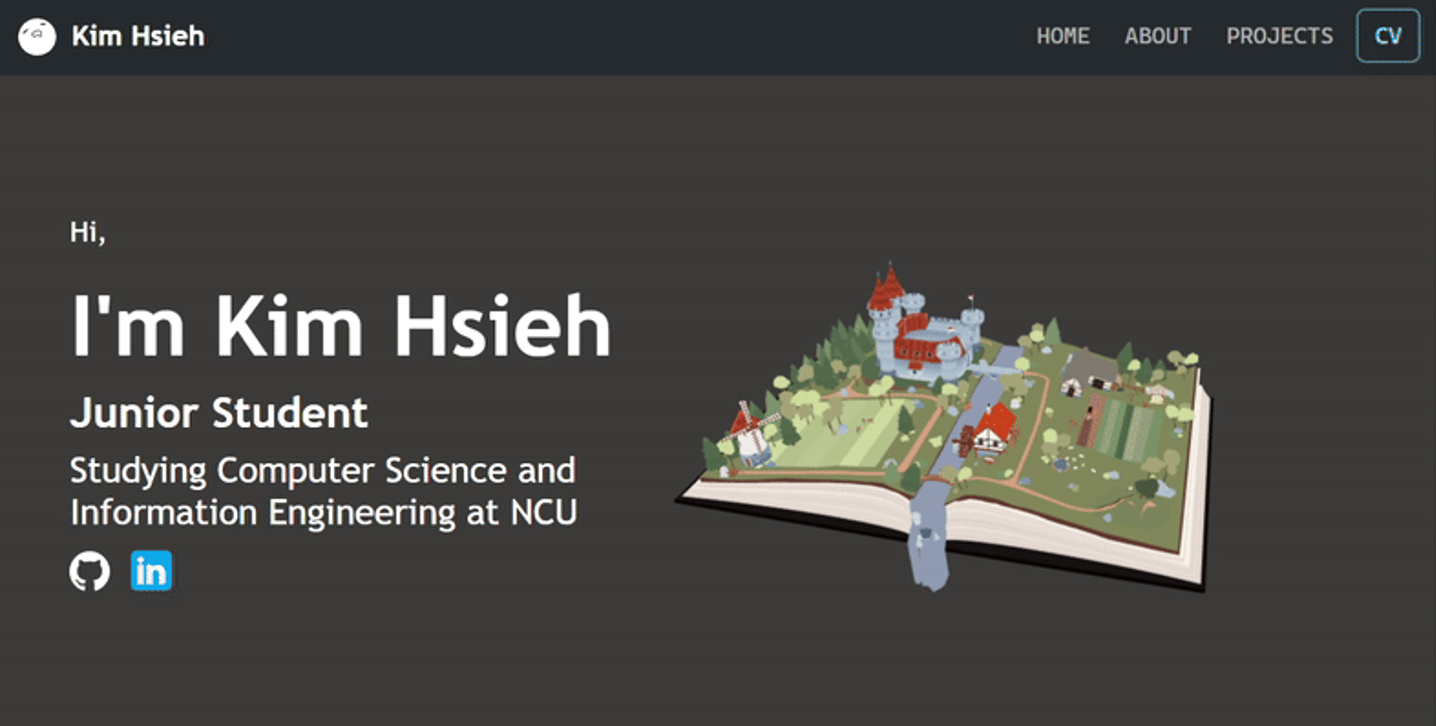 Kim Hsieh
HOME
ABOUT
PROJECTS
CV
Hi,
I'm Kim Hsieh
Junior Student
Studying Computer Science and
Information Engineering at NCU
in